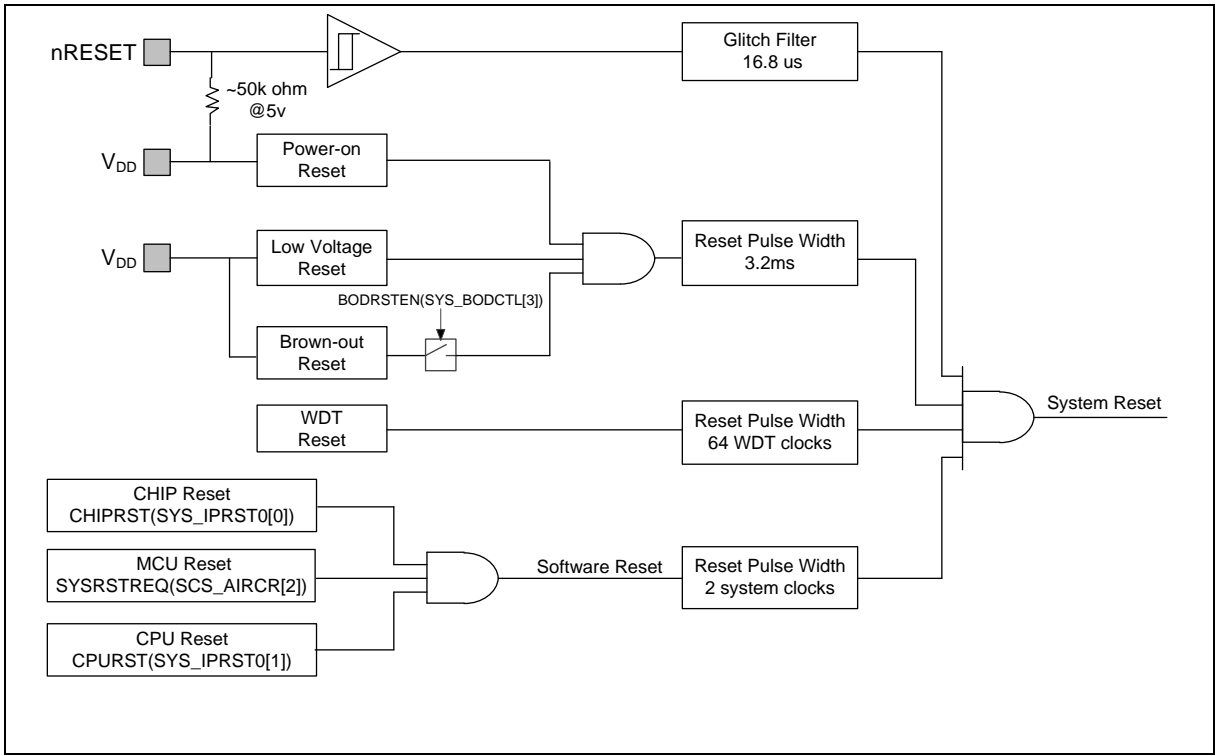 nRESET
Glitch Filter
16.8 us
~50k ohm
@5v
VDD
Power-on
Reset
VDD
Low Voltage
Reset
Reset Pulse Width
3.2ms
BODRSTEN(SYS_BODCTL[3])
Brown-out
Reset
WDT
Reset
Reset Pulse Width
64 WDT clocks
System Reset
CHIP Reset
CHIPRST(SYS_IPRST0[0])
MCU Reset
SYSRSTREQ(SCS_AIRCR[2])
Software Reset
Reset Pulse Width
2 system clocks
CPU Reset
CPURST(SYS_IPRST0[1])